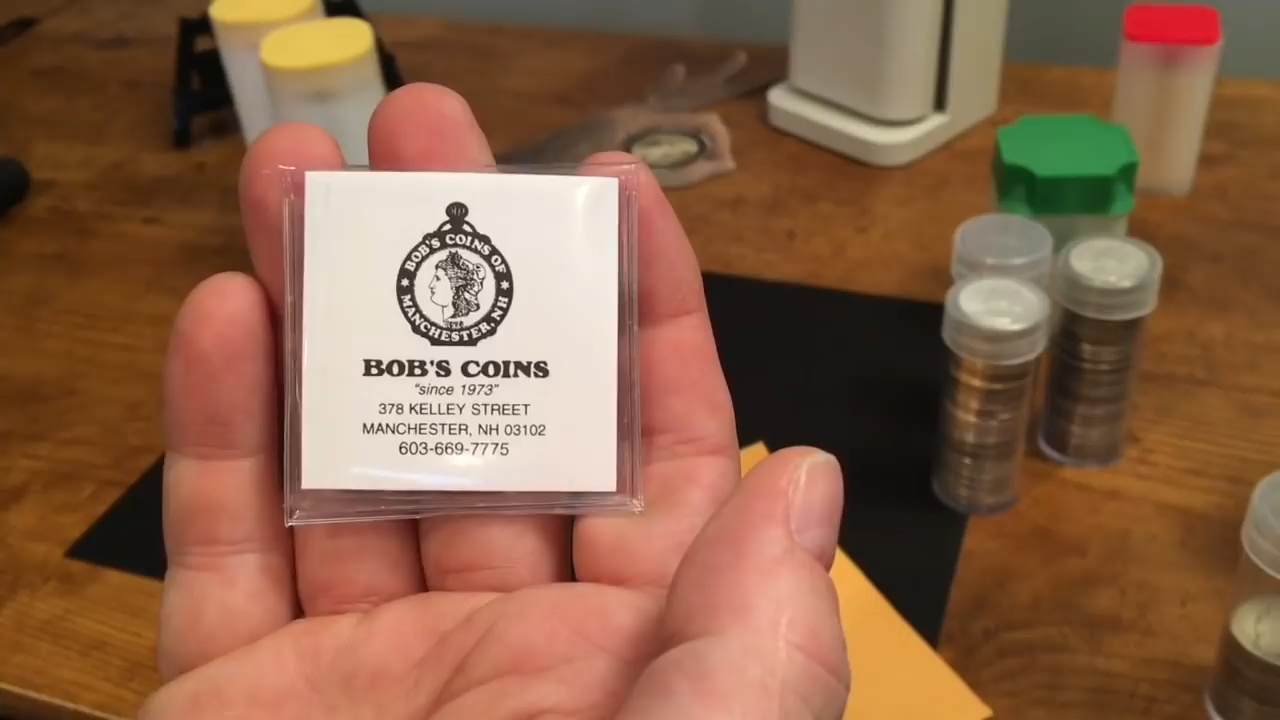 BOB'S COINS OF
MANCHESTER, NH
BOB'S COINS
"since 1973"
378 KELLEY STREET
MANCHESTER, NH 03102
603-669-7775